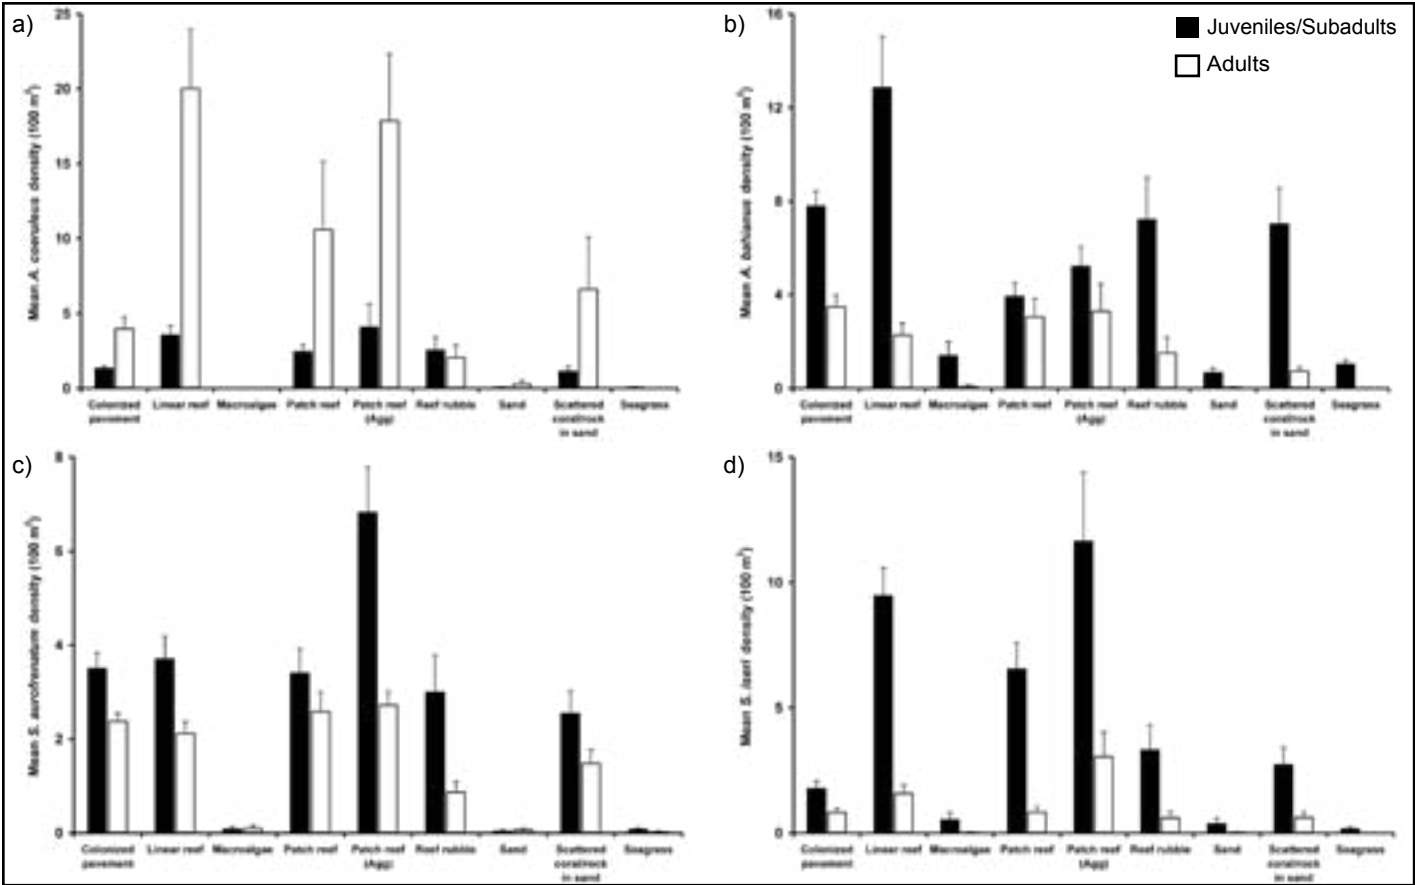 a)
25
20
15
10
5
0
Mean A. coeruleus density (100 m²)
Colonized
pavement
Linear reef
Macroalgae
Patch reef
Patch reef
(Agg)
Reef rubble
Sand
Scattered
coral/rock
in sand
Seagrass
b)
Juveniles/Subadults
Adults
16
12
8
4
0
Mean A. bahianus density (100 m²)
Colonized
pavement
Linear reef
Macroalgae
Patch reef
Patch reef
(Agg)
Reef rubble
Sand
Scattered
coral/rock
in sand
Seagrass
c)
8
6
4
2
0
Mean S. aurofrenatum density (100 m²)
Colonized
pavement
Linear reef
Macroalgae
Patch reef
Patch reef
(Agg)
Reef rubble
Sand
Scattered
coral/rock
in sand
Seagrass
d)
15
10
5
0
Mean S. iseri density (100 m²)
Colonized
pavement
Linear reef
Macroalgae
Patch reef
Patch reef
(Agg)
Reef rubble
Sand
Scattered
coral/rock
in sand
Seagrass